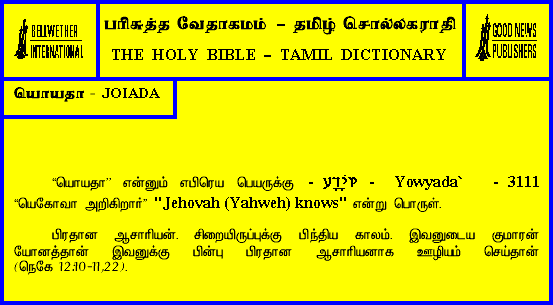 BELLWETHER
INTERNATIONAL
பரிசுத்த வேதாகமம் – தமிழ் சொல்லகராதி
THE HOLY BIBLE – TAMIL DICTIONARY
GOOD NEWS
PUBLISHERS
யொயதா - JOIADA
“யொயதா” என்னும் எபிரெய பெயருக்கு - יוֹיָדָע - Yowyada` - 3111
“யெகோவா அறிகிறார்” "Jehovah (Yahweh) knows" என்று பொருள்.
பிரதான ஆசாரியன். சிறையிருப்புக்கு பிந்திய காலம். இவனுடைய குமாரன்
யோனத்தான் இவனுக்கு பின்பு பிரதான ஆசாரியனாக ஊழியம் செய்தான்
(நெகே 12:10-11,22).